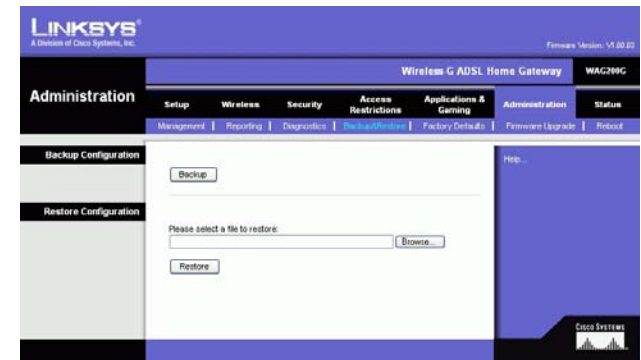 LINKSYS®
A Division of Cisco Systems, Inc.
Firmware Version: V1.00.03
Wireless-G ADSL Home Gateway
WAG200G
Administration
Setup
Wireless
Security
Access Restrictions
Applications & Gaming
Administration
Status
Management | Reporting | Diagnostics | Backup&Restore | Factory Defaults | Firmware Upgrade | Reboot
Backup Configuration
Help...
Backup
Restore Configuration
Please select a file to restore:
Browse...
Restore
CISCO SYSTEMS